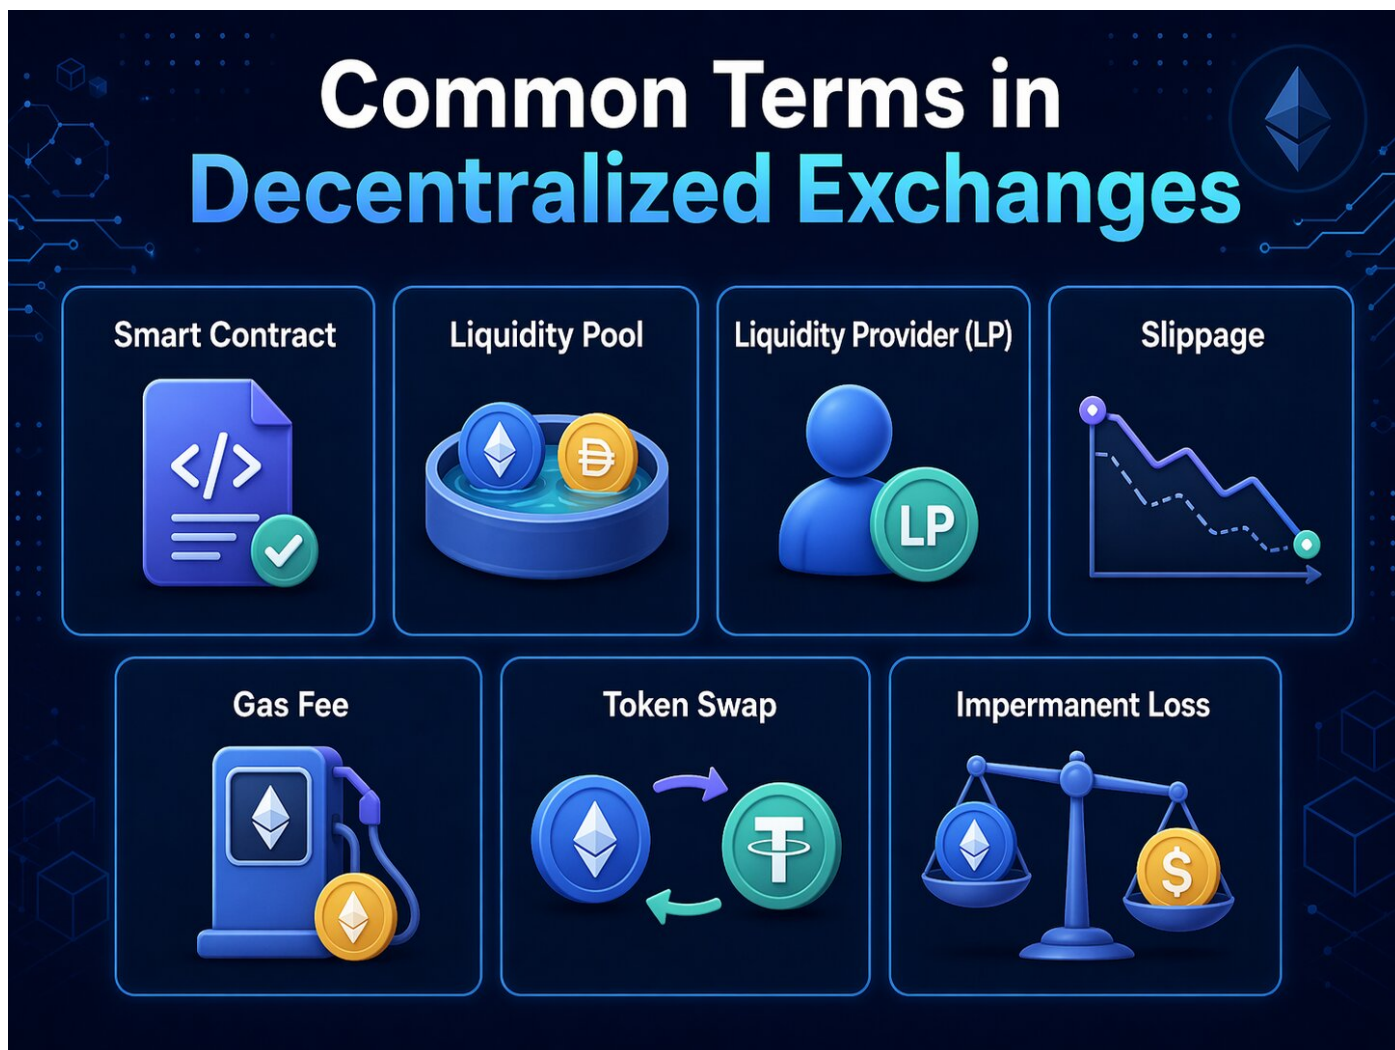 Common Terms in
Decentralized Exchanges
Smart Contract
Liquidity Pool
Liquidity Provider (LP)
Slippage
</>
LP
Gas Fee
Token Swap
Impermanent Loss
$